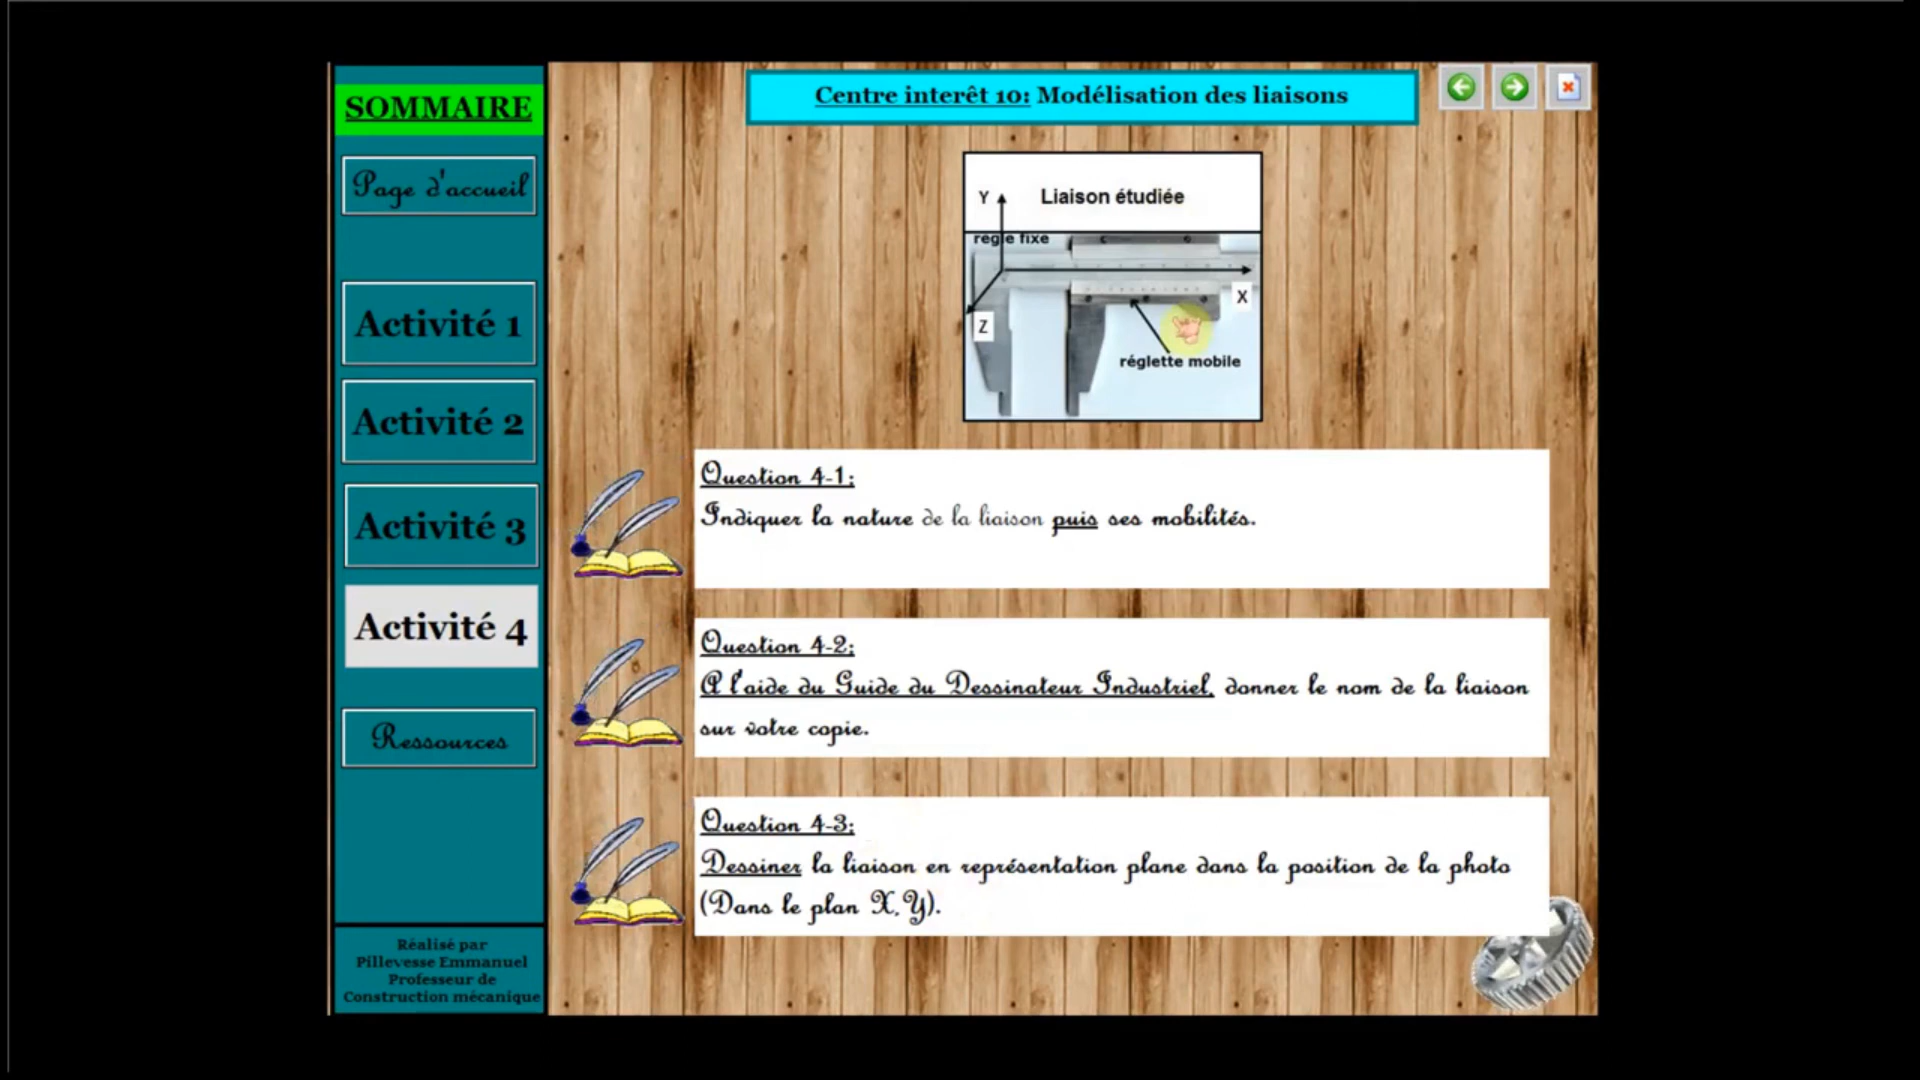 SOMMAIRE
Page d'accueil
Activité 1
Activité 2
Activité 3
Activité 4
Ressources
Réalisé par
Pillevesse Emmanuel
Professeur de
Construction mécanique
Centre interêt 10: Modélisation des liaisons
Y
Liaison étudiée
règle fixe
X
Z
réglette mobile
Question 4-1:
Indiquer la nature de la liaison puis ses mobilités.
Question 4-2:
A l'aide du Guide du Dessinateur Industriel, donner le nom de la liaison
sur votre copie.
Question 4-3:
Dessiner la liaison en représentation plane dans la position de la photo
(Dans le plan X,Y).